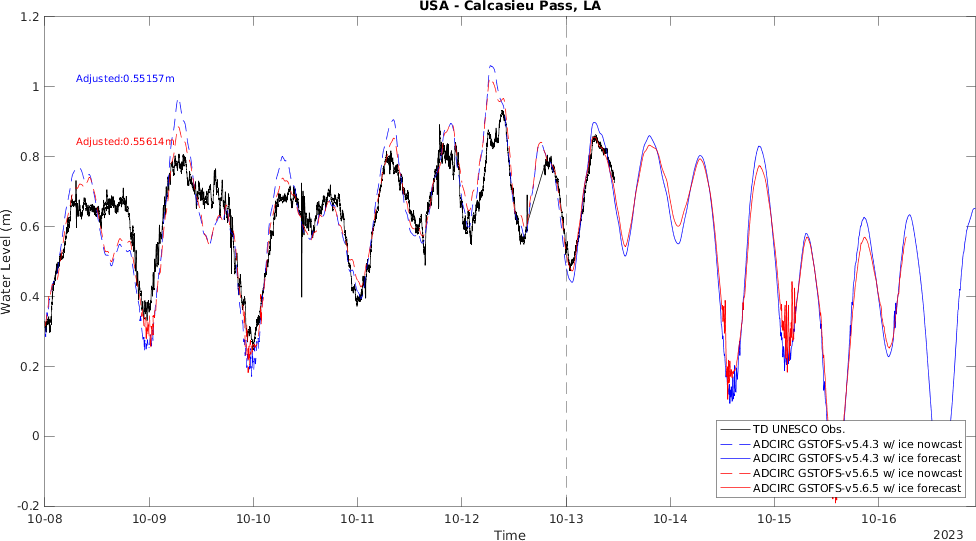 USA - Calcasieu Pass, LA
1.2
1
0.8
0.6
0.4
0.2
0
-0.2
Water Level (m)
Adjusted:0.55157m
Adjusted:0.55614m
TD UNESCO Obs.
ADCIRC GSTOFS-v5.4.3 w/ ice nowcast
ADCIRC GSTOFS-v5.4.3 w/ ice forecast
ADCIRC GSTOFS-v5.6.5 w/ ice nowcast
ADCIRC GSTOFS-v5.6.5 w/ ice forecast
10-08 10-09 10-10 10-11 10-12 10-13 10-14 10-15 10-16
Time
2023